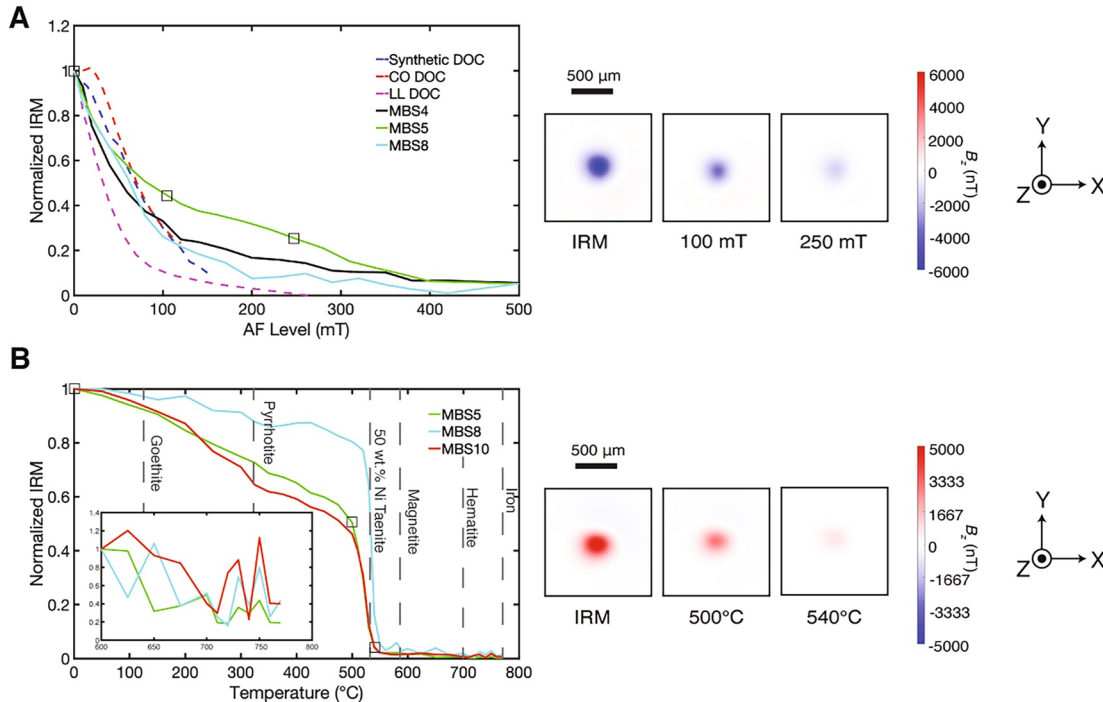 A
1.2
1
0.8
0.6
0.4
0.2
0
Normalized IRM
0
100
200
300
400
500
AF Level (mT)
Synthetic DOC
CO DOC
LL DOC
MBS4
MBS5
MBS8
500 µm
IRM
100 mT
250 mT
6000
4000
2000
0
-2000
-4000
-6000
Bz (nT)
Y
Z
X
B
1
0.8
0.6
0.4
0.2
0
Normalized IRM
0
100
200
300
400
500
600
700
800
Temperature (°C)
MBS5
MBS8
MBS10
Goethite
Pyrrhotite
50 wt.% Ni Taenite
Magnetite
Hematite
Iron
1.4
1.2
1
0.8
0.6
0.4
0.2
0
600
650
700
750
800
500 µm
IRM
500°C
540°C
5000
3333
1667
0
-1667
-3333
-5000
Bz (nT)
Y
Z
X